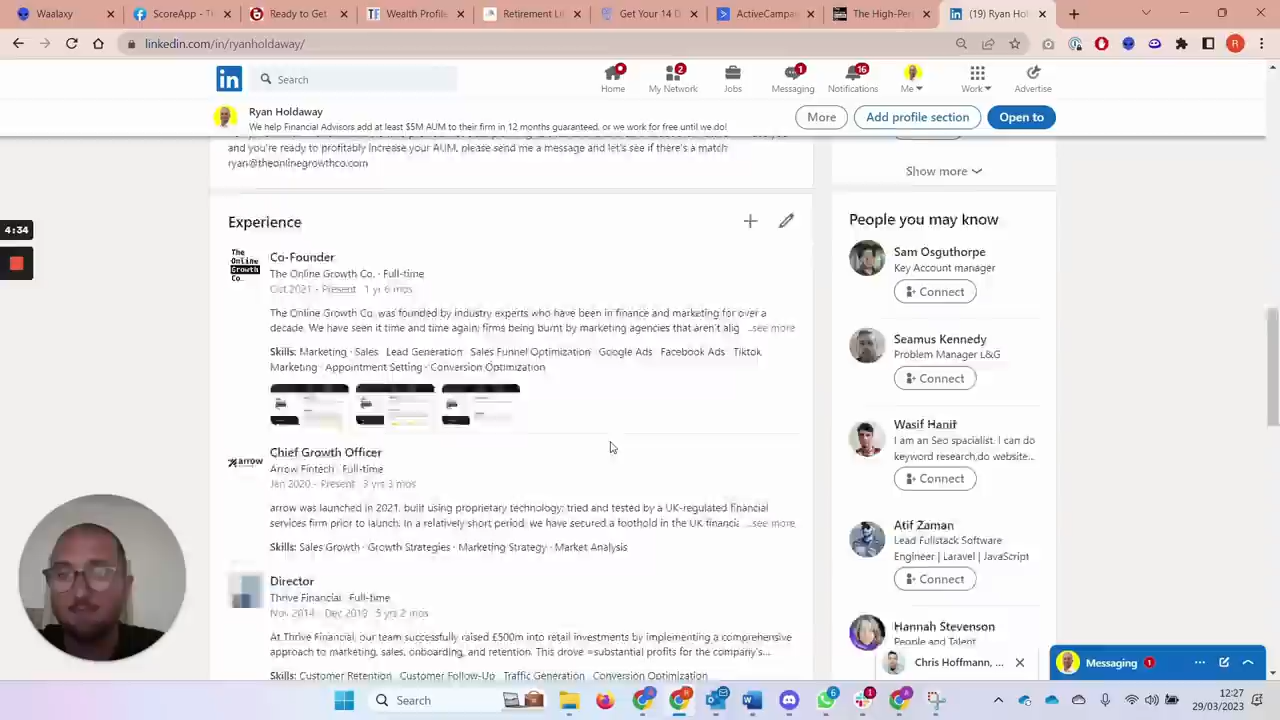 Waalaxy
ScoreApp - Th
Ready to Get
Wealth Profile
Retirement Li
Get Your 14 D
ActiveCampa
The High-Per
(19) Ryan Hol
linkedin.com/in/ryanholdaway/
R
in
Search
2
1
16
Home
My Network
Jobs
Messaging
Notifications
Me
Work
Advertise
Ryan Holdaway
We help Financial Advisors add at least $5M AUM to their firm in 12 months guaranteed, or we work for free until we do!
More
Add profile section
Open to
and you're ready to profitably increase your AUM, please send me a message and let's see if there's a match
ryan@theonlinegrowthco.com
Show more
4:34
Experience
The Online Growth Co.
Co-Founder
The Online Growth Co. · Full-time
Oct 2021 - Present · 1 yr 6 mos
The Online Growth Co. was founded by industry experts who have been in finance and marketing for over a
decade. We have seen it time and time again; firms being burnt by marketing agencies that aren't alig ...see more
Skills: Marketing · Sales · Lead Generation · Sales Funnel Optimization · Google Ads · Facebook Ads · Tiktok
Marketing · Appointment Setting · Conversion Optimization
arrow
Chief Growth Officer
Arrow Fintech · Full-time
Jan 2020 - Present · 3 yrs 3 mos
arrow was launched in 2021, built using proprietary technology; tried and tested by a UK-regulated financial
services firm prior to launch. In a relatively short period, we have secured a foothold in the UK financia ...see more
Skills: Sales Growth · Growth Strategies · Marketing Strategy · Market Analysis
Director
Thrive Financial · Full-time
Nov 2014 - Dec 2019 · 5 yrs 2 mos
At Thrive Financial, our team successfully raised £500m into retail investments by implementing a comprehensive
approach to marketing, sales, onboarding, and retention. This drove =substantial profits for the company's...
Skills: Customer Retention · Customer Follow-Up · Traffic Generation · Conversion Optimization
People you may know
Sam Osguthorpe
Key Account manager
Connect
Seamus Kennedy
Problem Manager L&G
Connect
Wasif Hanif
I am an Seo spacialist. I can do
keyword research,do website...
Connect
Atif Zaman
Lead Fullstack Software
Engineer | Laravel | JavaScript
Connect
Hannah Stevenson
People and Talent
Chris Hoffmann, ...
Messaging 1
Search
6
1
12:27
29/03/2023